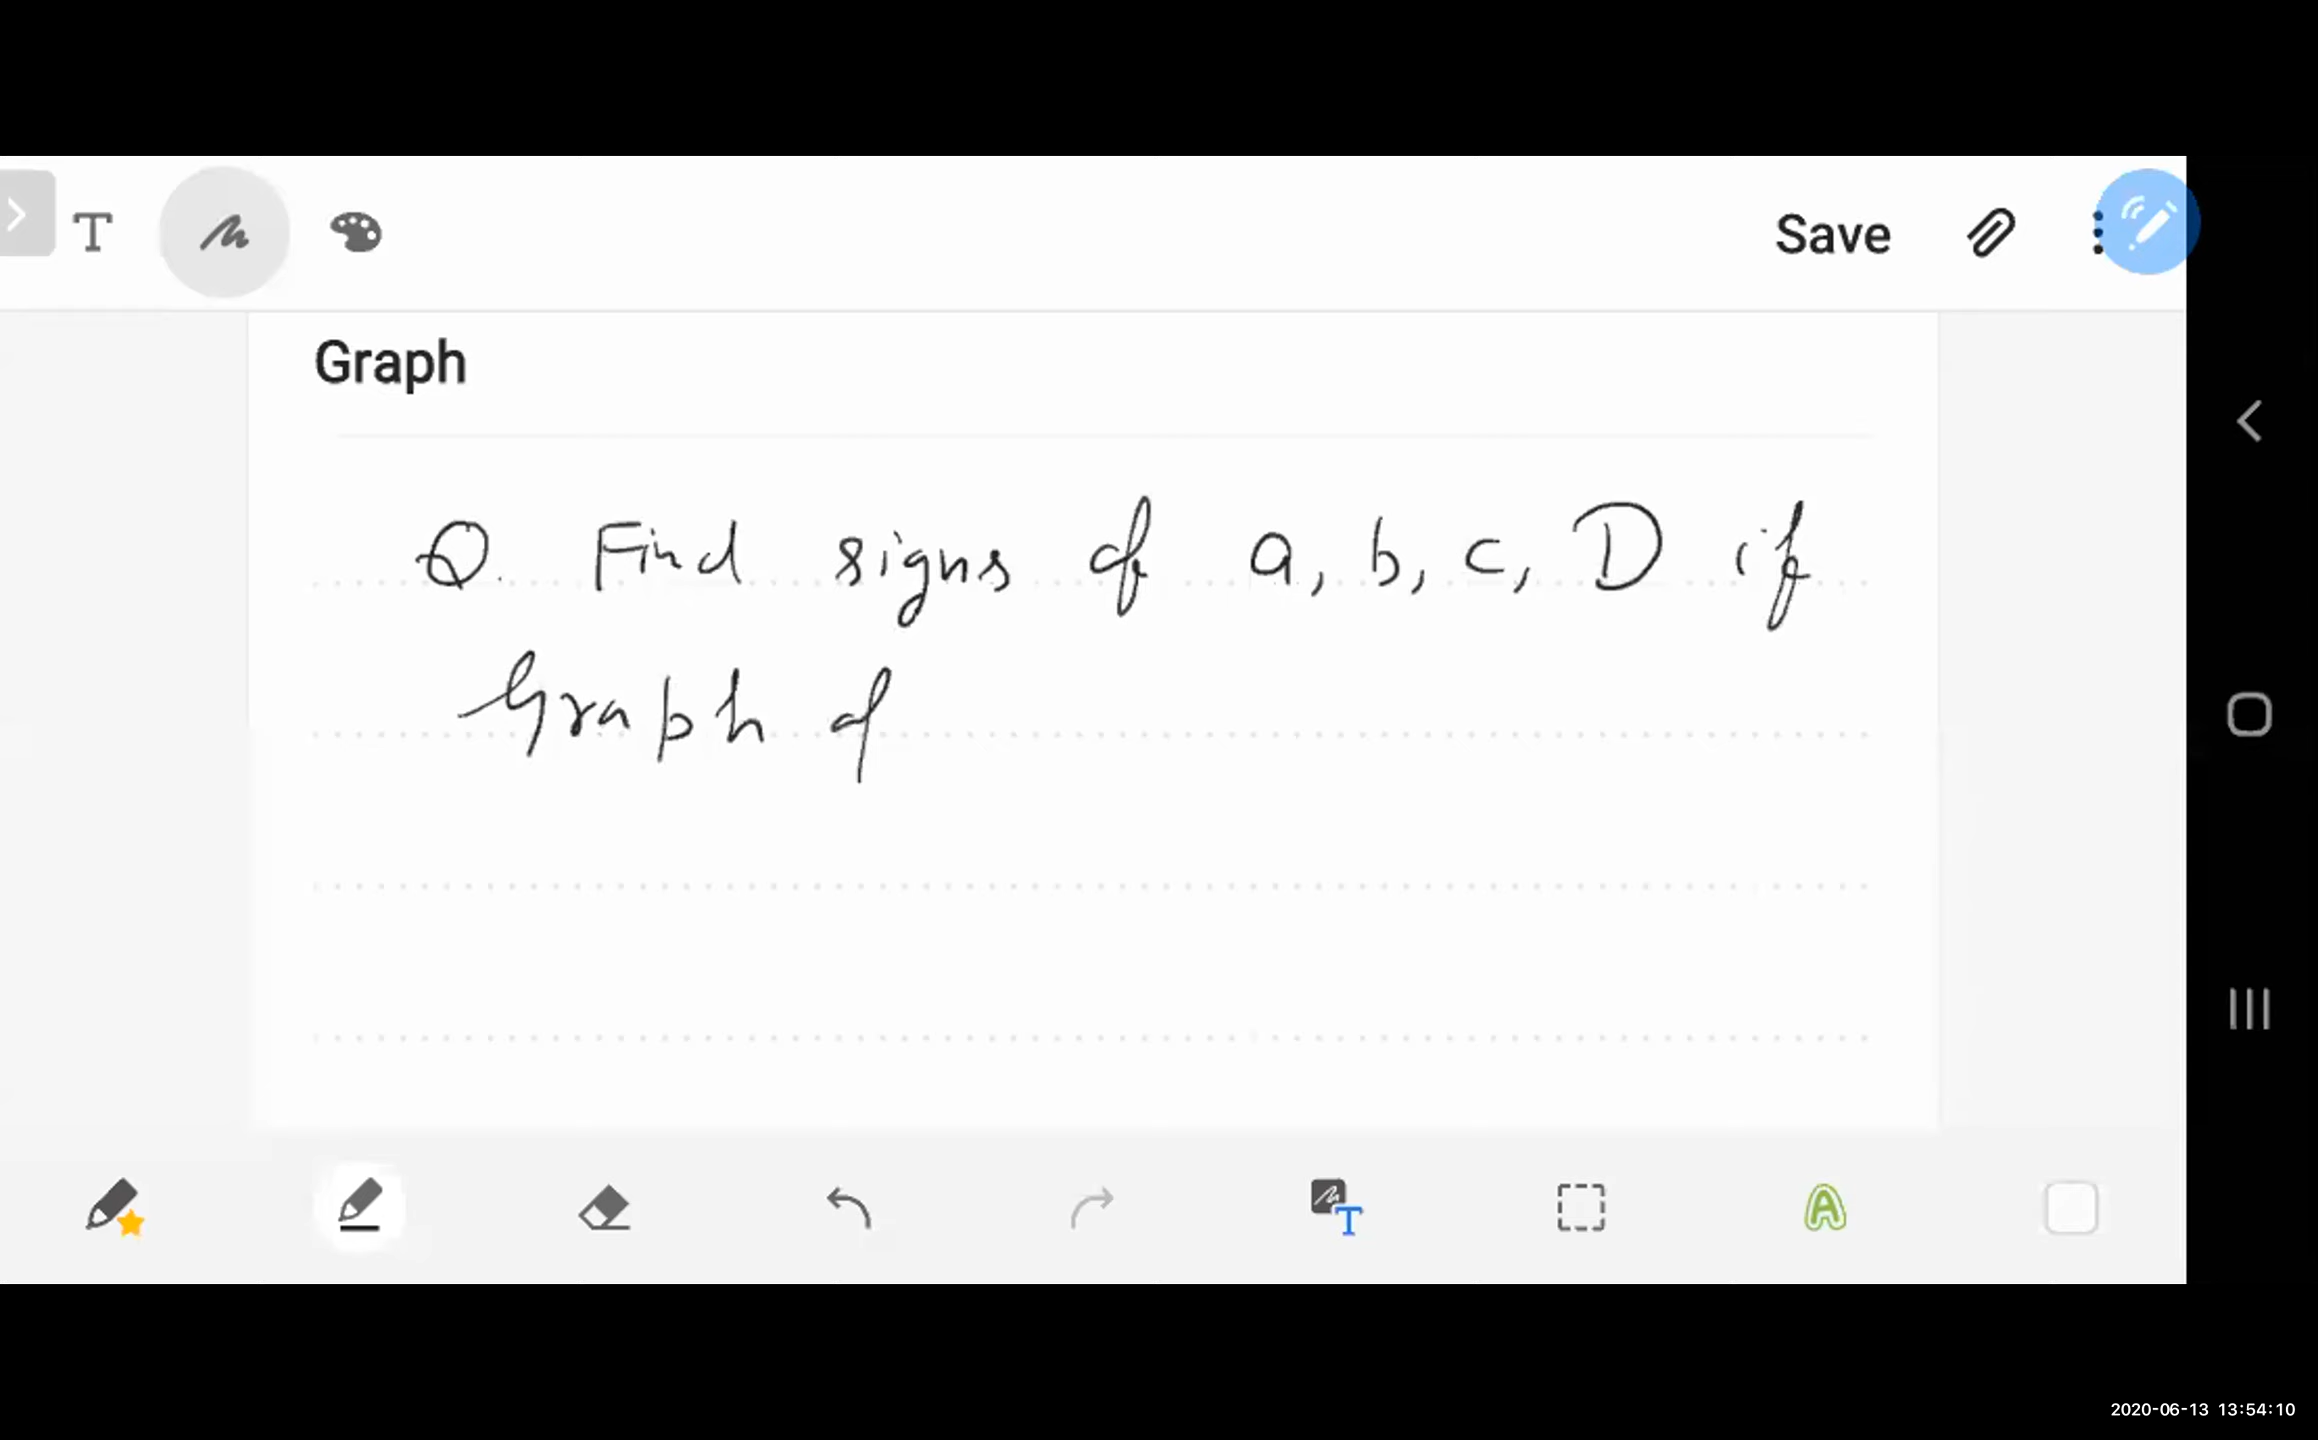 T
Save
Graph
Q. Find signs of a, b, c, D if
Graph of
T
A
2020-06-13 13:54:10